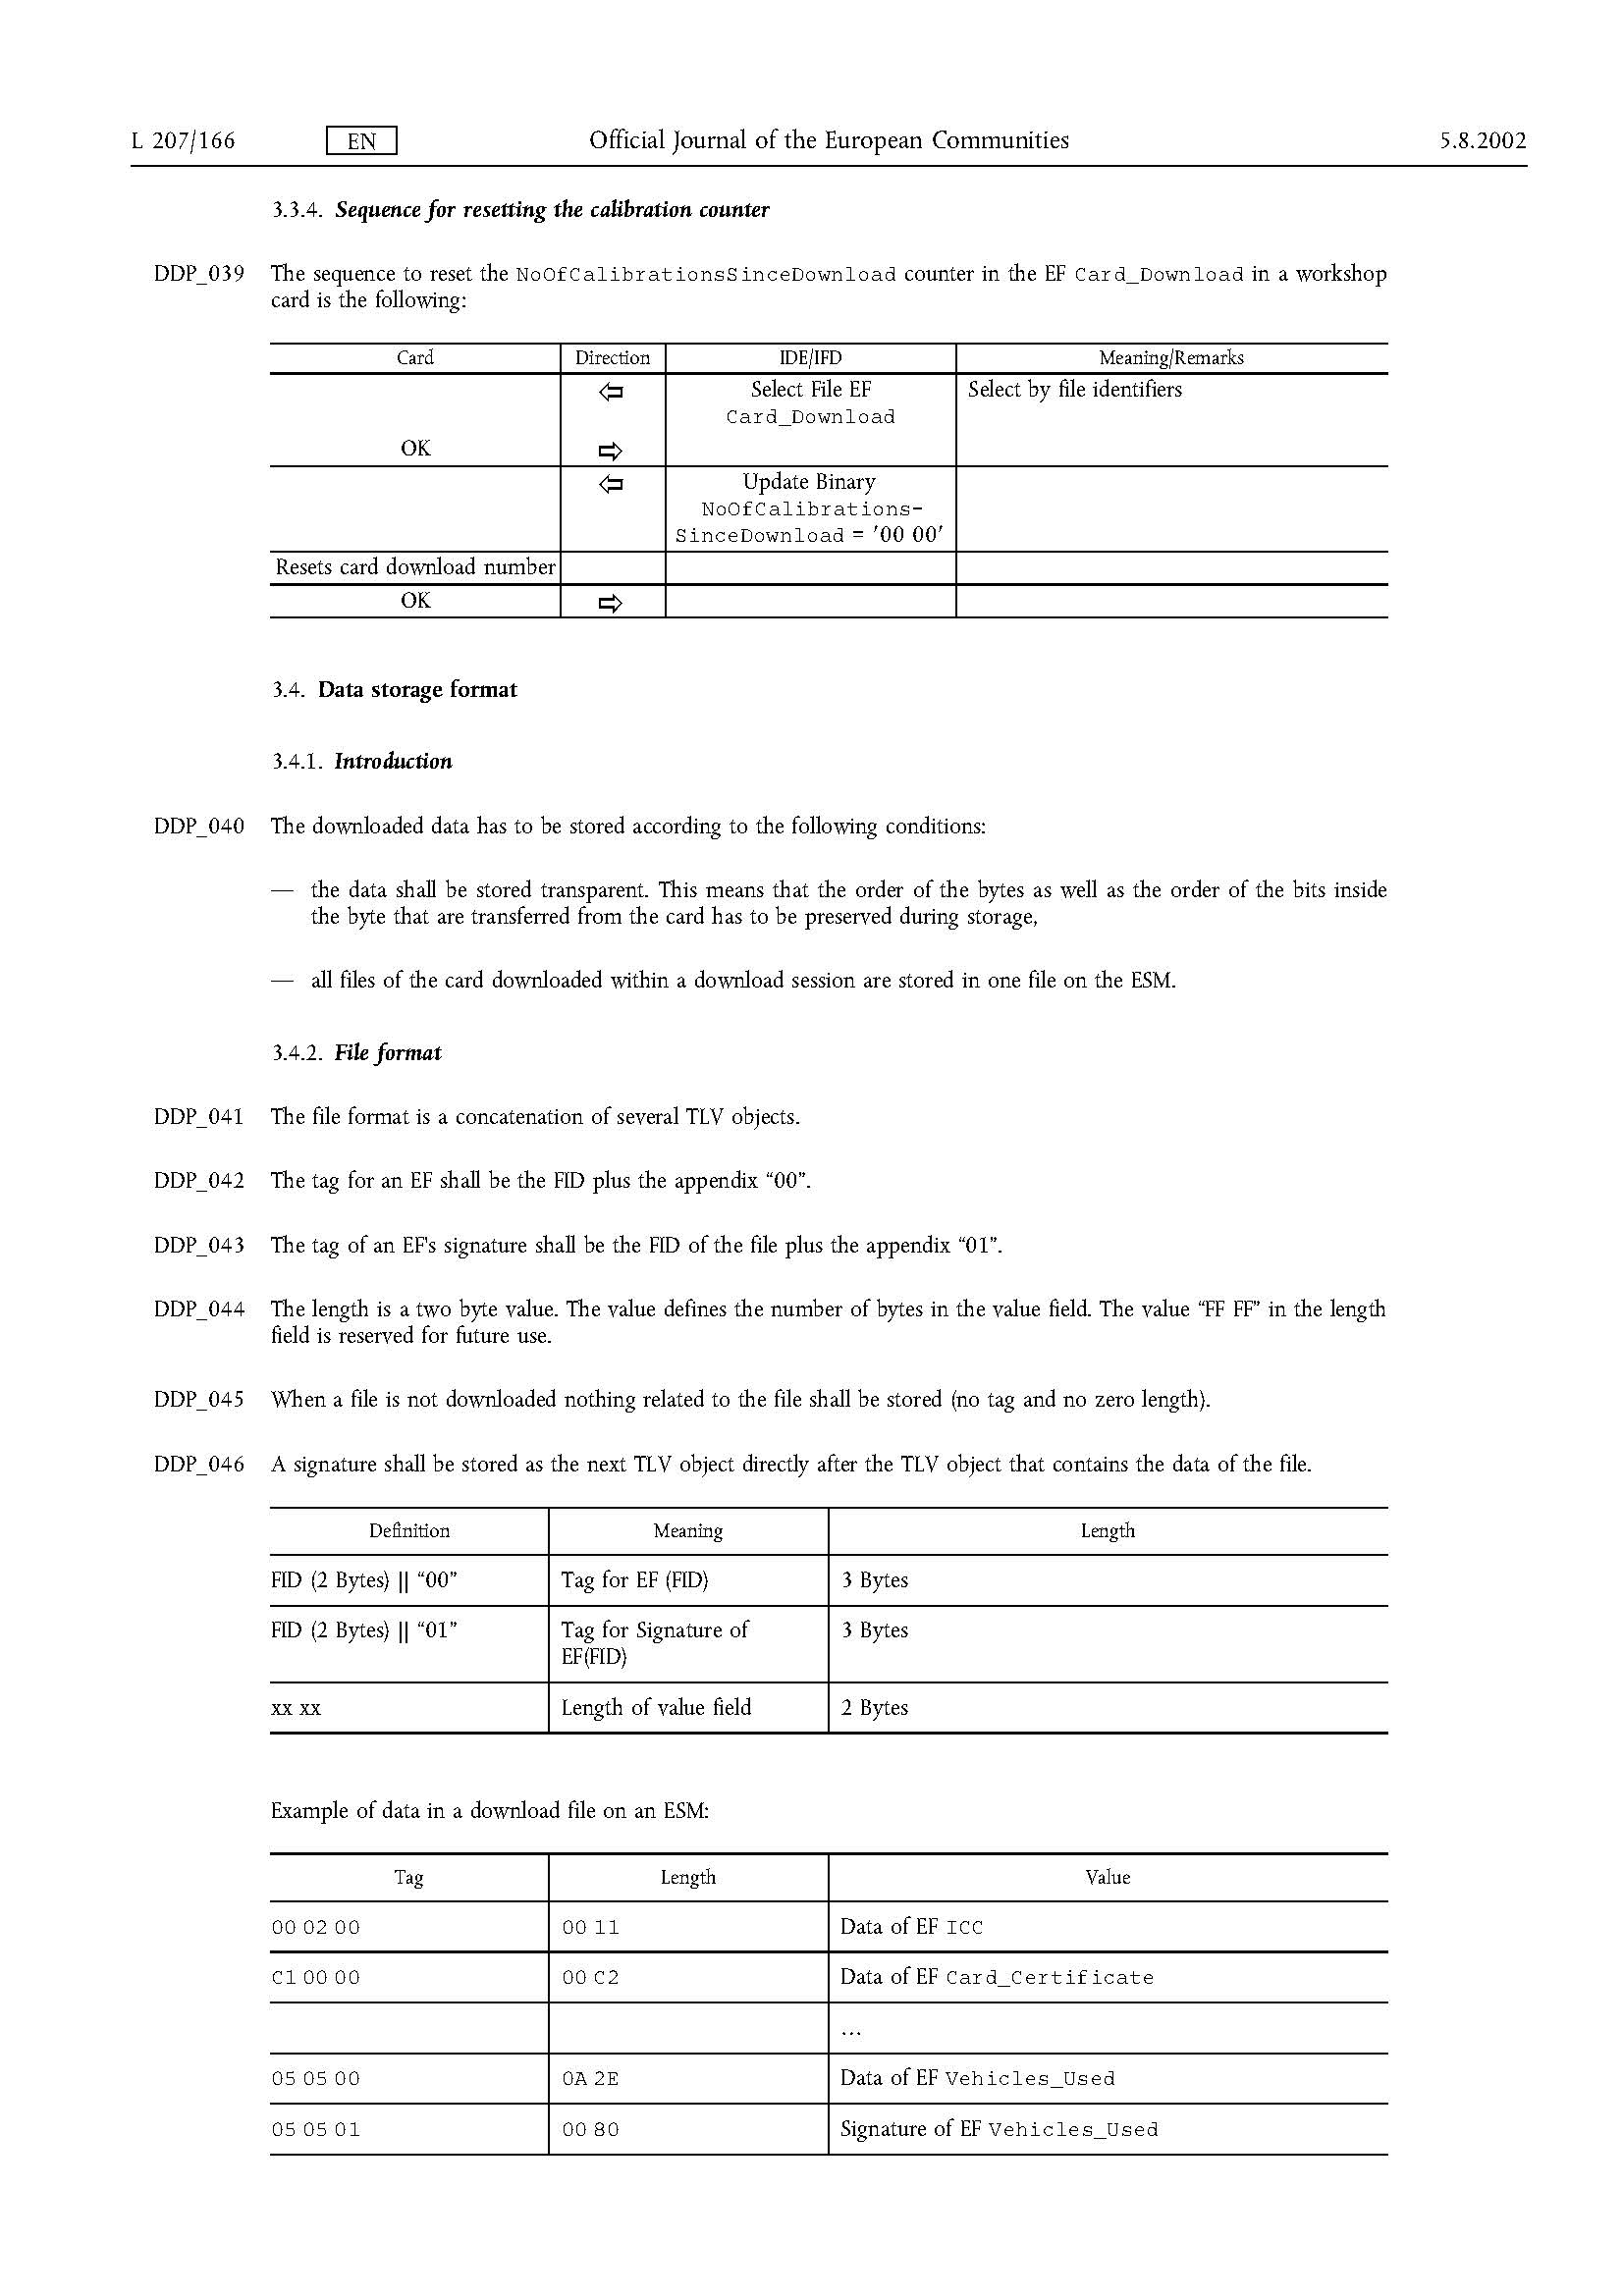 L 207/166 EN Official Journal of the European Communities 5.8.2002
3.3.4. Sequence for resetting the calibration counter
DDP_039 The sequence to reset the NoOfCalibrationsSinceDownload counter in the EF Card_Download in a workshop
card is the following:
Card Direction IDE/IFD Meaning/Remarks
⇦ Select File EF Select by file identifiers
Card_Download
OK ⇨
⇦ Update Binary
NoOfCalibrations-
SinceDownload = '00 00'
Resets card download number
OK ⇨
3.4. Data storage format
3.4.1. Introduction
DDP_040 The downloaded data has to be stored according to the following conditions:
— the data shall be stored transparent. This means that the order of the bytes as well as the order of the bits inside
the byte that are transferred from the card has to be preserved during storage,
— all files of the card downloaded within a download session are stored in one file on the ESM.
3.4.2. File format
DDP_041 The file format is a concatenation of several TLV objects.
DDP_042 The tag for an EF shall be the FID plus the appendix “00”.
DDP_043 The tag of an EF's signature shall be the FID of the file plus the appendix “01”.
DDP_044 The length is a two byte value. The value defines the number of bytes in the value field. The value “FF FF” in the length
field is reserved for future use.
DDP_045 When a file is not downloaded nothing related to the file shall be stored (no tag and no zero length).
DDP_046 A signature shall be stored as the next TLV object directly after the TLV object that contains the data of the file.
Definition Meaning Length
FID (2 Bytes) || “00” Tag for EF (FID) 3 Bytes
FID (2 Bytes) || “01” Tag for Signature of 3 Bytes
EF(FID)
xx xx Length of value field 2 Bytes
Example of data in a download file on an ESM:
Tag Length Value
00 02 00 00 11 Data of EF ICC
C1 00 00 00 C2 Data of EF Card_Certificate
...
05 05 00 0A 2E Data of EF Vehicles_Used
05 05 01 00 80 Signature of EF Vehicles_Used